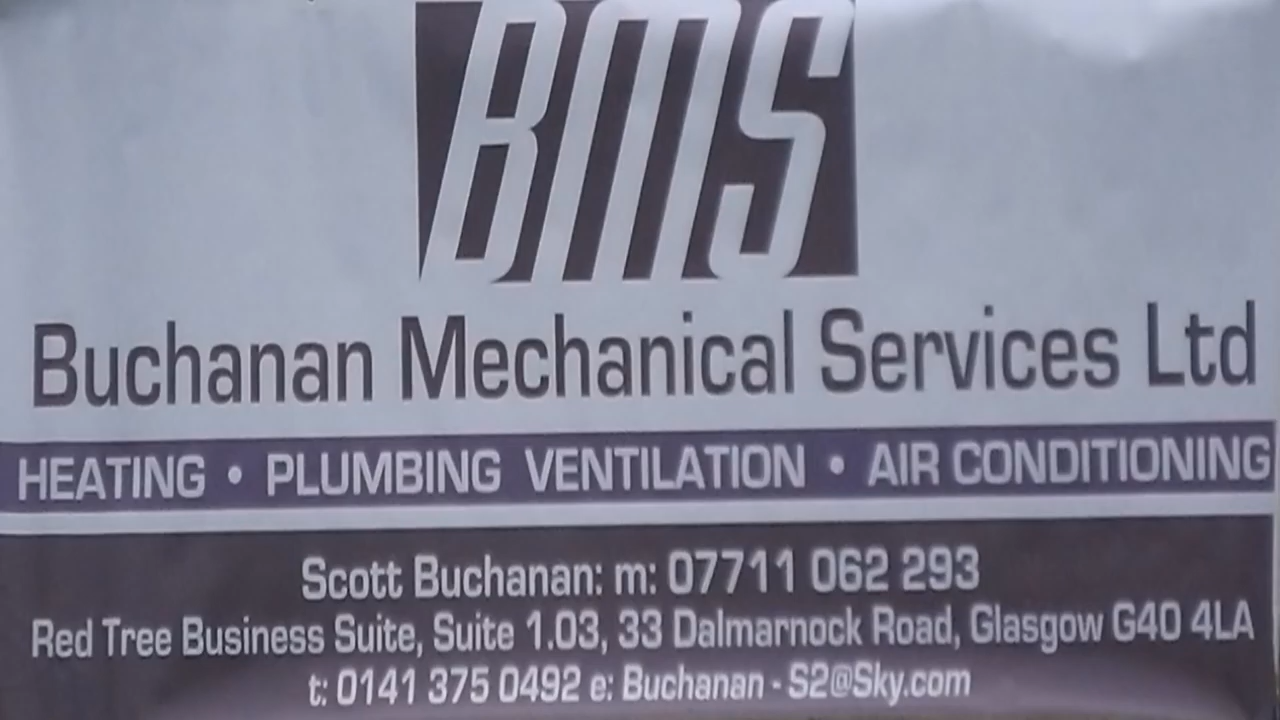 BMS
Buchanan Mechanical Services Ltd
HEATING • PLUMBING VENTILATION • AIR CONDITIONING
Scott Buchanan: m: 07711 062 293
Red Tree Business Suite, Suite 1.03, 33 Dalmarnock Road, Glasgow G40 4LA
t: 0141 375 0492 e: Buchanan - S2@Sky.com